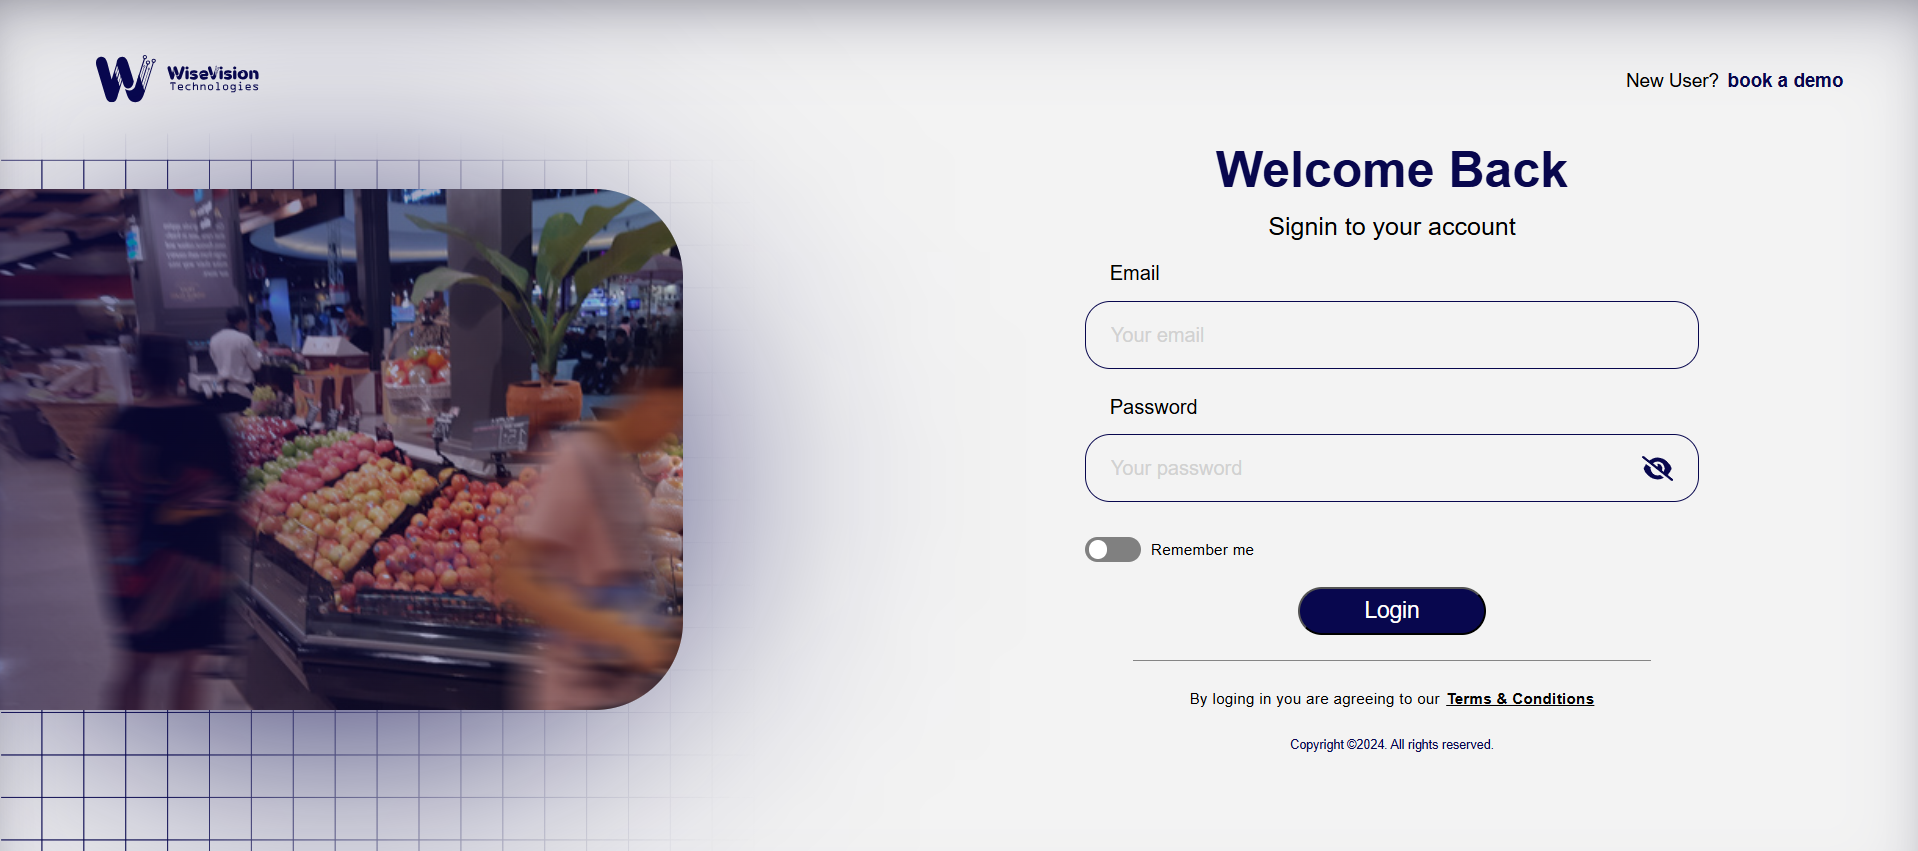 WiseVision
Technologies
New User? book a demo
Welcome Back
Signin to your account
Email
Your email
Password
Your password
Remember me
Login
By loging in you are agreeing to our Terms & Conditions
Copyright ©2024. All rights reserved.